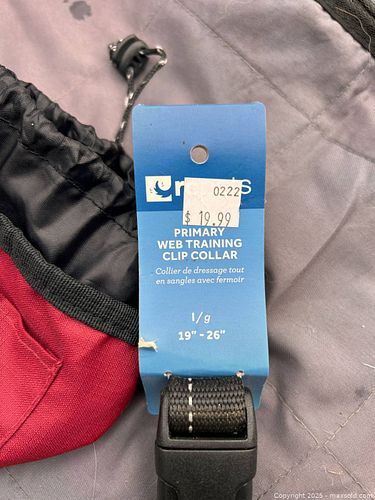 0222
$ 19.99
PRIMARY
WEB TRAINING
CLIP COLLAR
Collier de dressage tout
en sangles avec fermoir
l/g
19" - 26"
Copyright © 2025 - maxsold.com